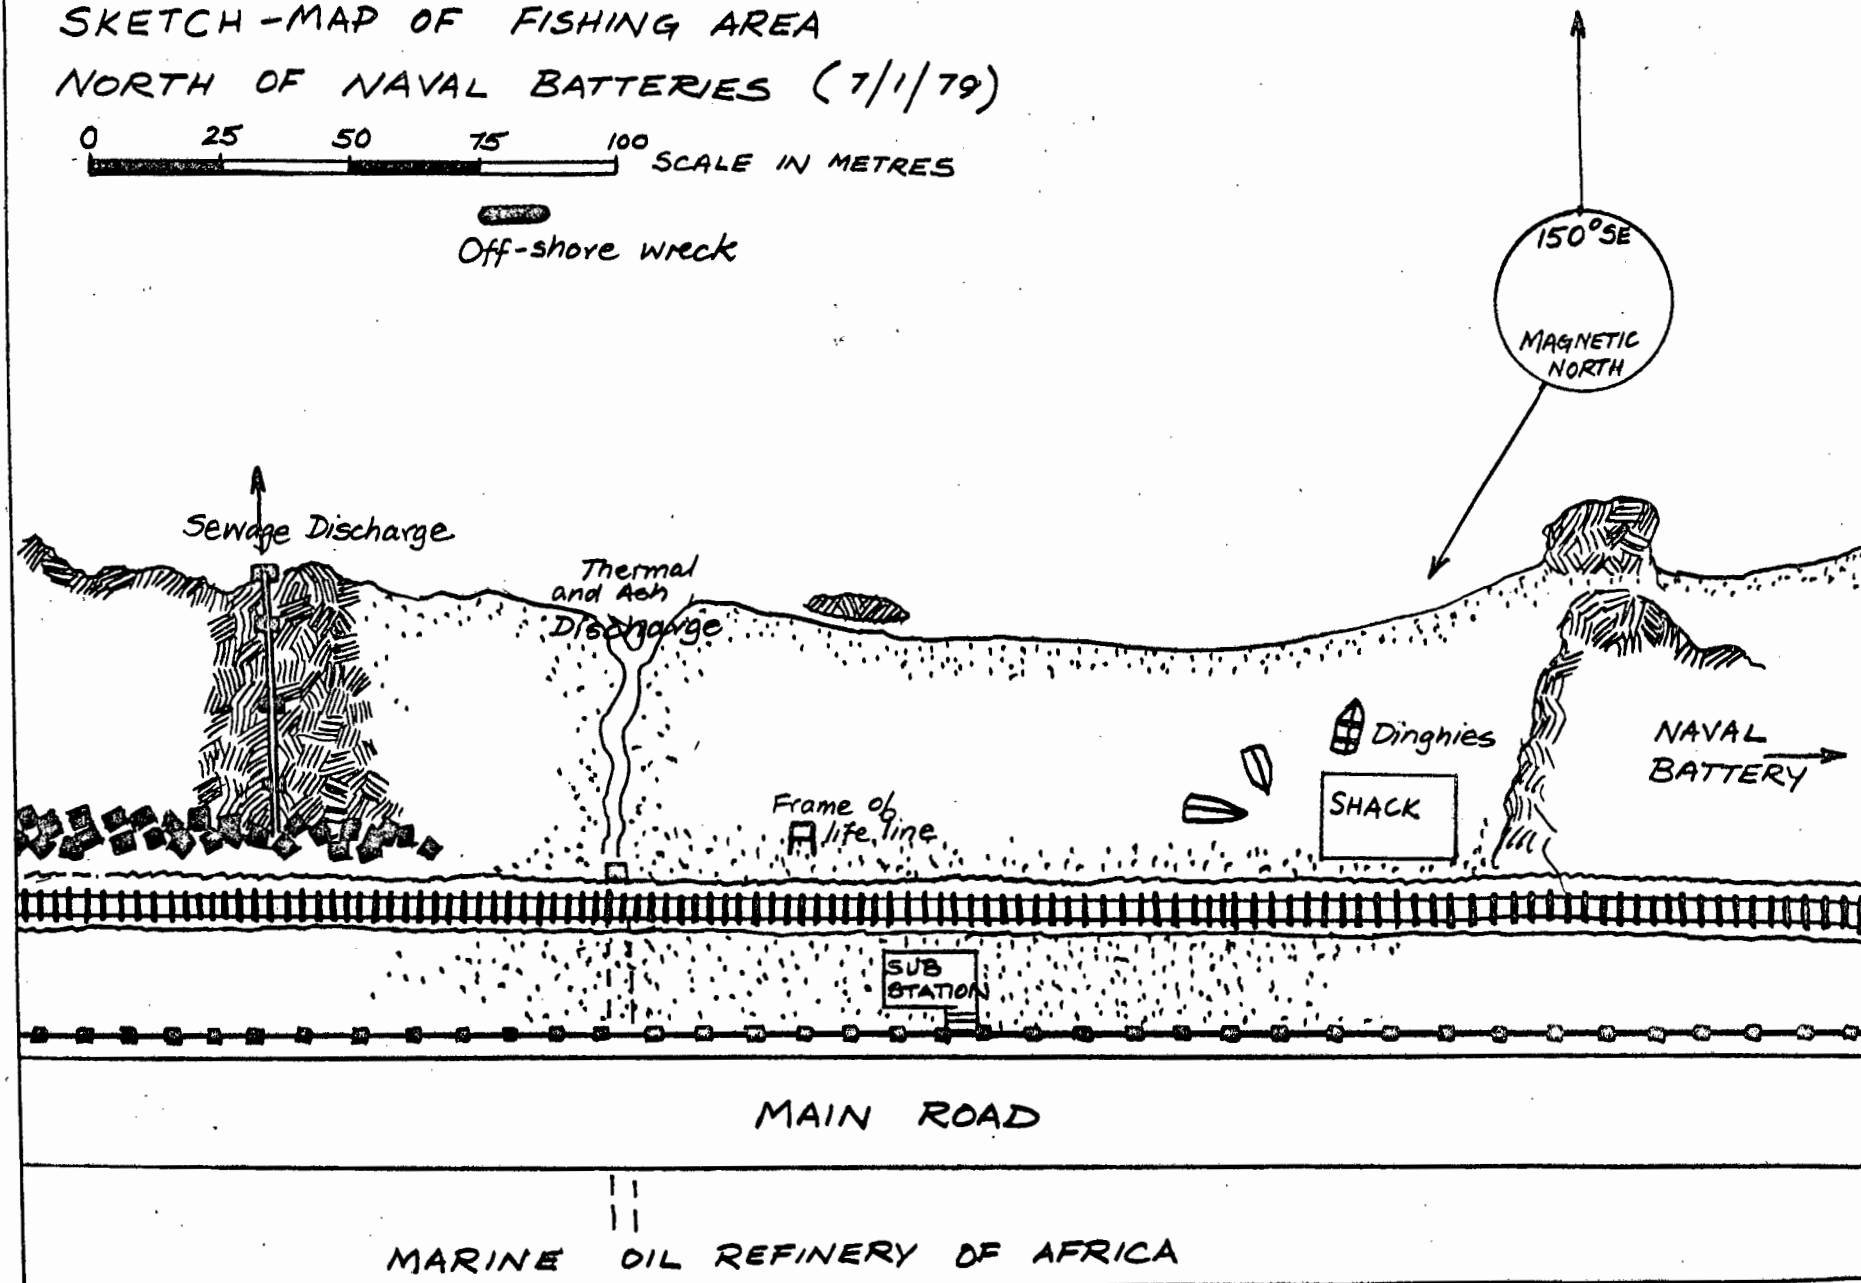 SKETCH-MAP OF FISHING AREA
NORTH OF NAVAL BATTERIES (7/1/79)
0 25 50 75 100 SCALE IN METRES
Off-shore wreck
150° SE
MAGNETIC
NORTH
Sewage Discharge
Thermal
and Ash
Discharge
Dinghies
NAVAL
BATTERY
SHACK
Frame of
life line
SUB
STATION
MAIN ROAD
MARINE OIL REFINERY OF AFRICA